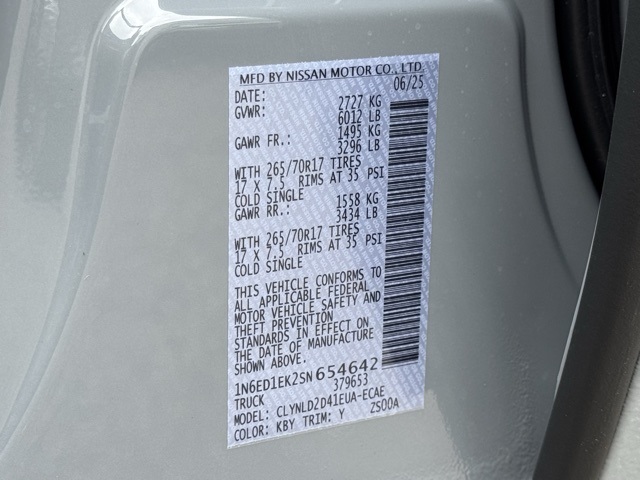 MFD BY NISSAN MOTOR CO., LTD.
DATE: 06/25
GVWR: 2727 KG
6012 LB
GAWR FR.: 1495 KG
3296 LB
WITH 265/70R17 TIRES
17 X 7.5 RIMS AT 35 PSI
COLD SINGLE
GAWR RR.: 1558 KG
3434 LB
WITH 265/70R17 TIRES
17 X 7.5 RIMS AT 35 PSI
COLD SINGLE
THIS VEHICLE CONFORMS TO
ALL APPLICABLE FEDERAL
MOTOR VEHICLE SAFETY AND
THEFT PREVENTION
STANDARDS IN EFFECT ON
THE DATE OF MANUFACTURE
SHOWN ABOVE.
1N6ED1EK2SN654642
TRUCK 379653
MODEL: CLYNLD2D41EUA-ECAE
COLOR: KBY TRIM: Y ZS00A